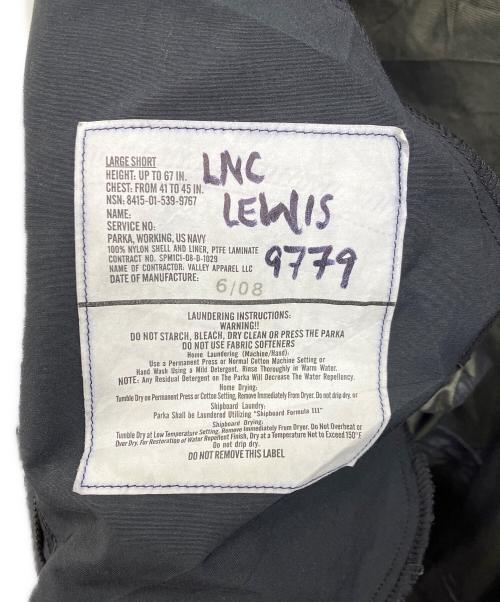 LARGE SHORT
HEIGHT: UP TO 67 IN.
CHEST: FROM 41 TO 45 IN.
NSN: 8415-01-539-9767
NAME:
SERVICE NO:
PARKA, WORKING, US NAVY
100% NYLON SHELL AND LINER, PTFE LAMINATE
CONTRACT NO. SPM1C1-08-D-1029
NAME OF CONTRACTOR: VALLEY APPAREL LLC
DATE OF MANUFACTURE:
6/08
LNC
LEWIS
9779
LAUNDERING INSTRUCTIONS:
WARNING!!
DO NOT STARCH, BLEACH, DRY CLEAN OR PRESS THE PARKA
DO NOT USE FABRIC SOFTENERS
Home Laundering (Machine/Hand):
Use a Permanent Press or Normal Cotton Machine Setting or
Hand Wash Using a Mild Detergent. Rinse Thoroughly in Warm Water.
NOTE: Any Residual Detergent on The Parka Will Decrease The Water Repellency.
Home Drying:
Tumble Dry on Permanent Press or Cotton Setting, Remove Immediately From Dryer. Do not drip dry, or
Shipboard Laundry:
Parka Shall be Laundered Utilizing "Shipboard Formula III"
Shipboard Drying,
Tumble Dry at Low Temperature Setting, Remove Immediately From Dryer, Do Not Overheat or
Over Dry. For Restoration of Water Repellent Finish, Dry at a Temperature Not to Exceed 150°F
Do not drip dry.
DO NOT REMOVE THIS LABEL